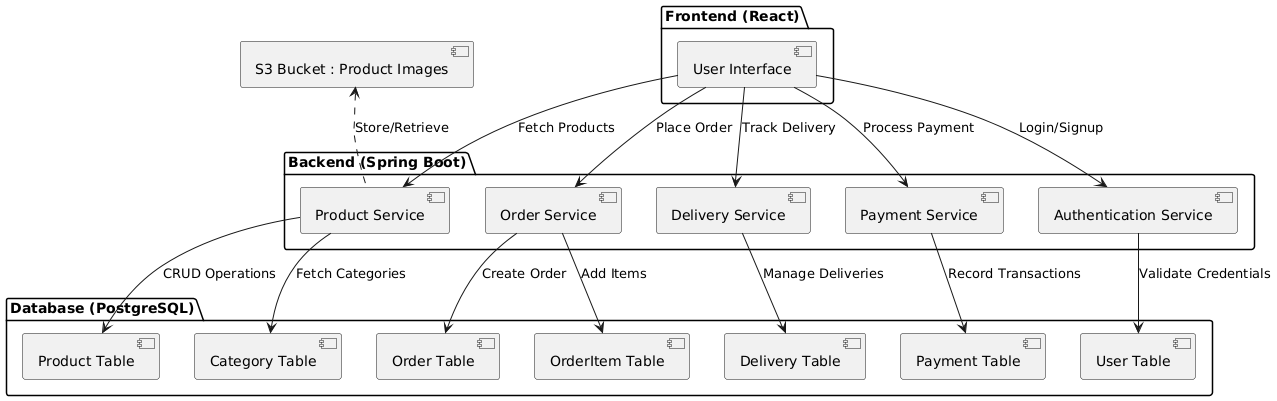 Frontend (React)
User Interface
S3 Bucket : Product Images
Store/Retrieve
Fetch Products
Place Order
Track Delivery
Process Payment
Login/Signup
Backend (Spring Boot)
Product Service
Order Service
Delivery Service
Payment Service
Authentication Service
CRUD Operations
Fetch Categories
Create Order
Add Items
Manage Deliveries
Record Transactions
Validate Credentials
Database (PostgreSQL)
Product Table
Category Table
Order Table
OrderItem Table
Delivery Table
Payment Table
User Table